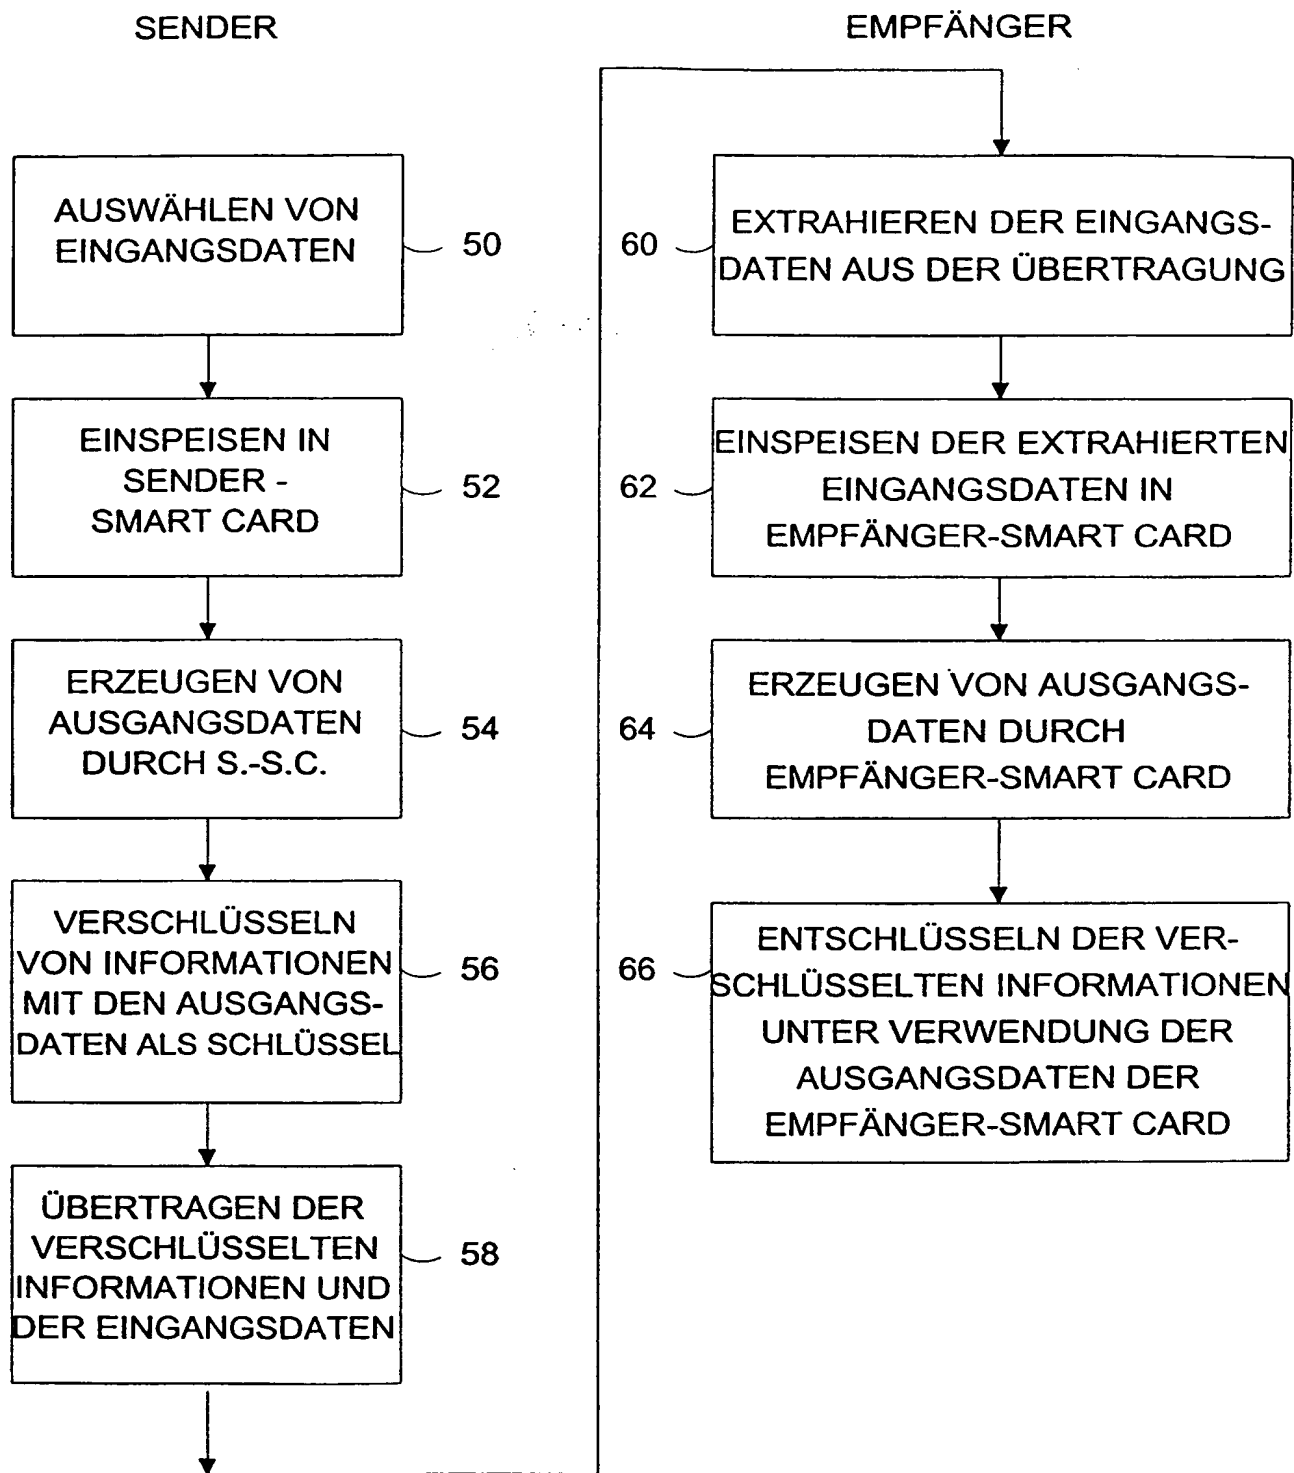 SENDER
AUSWÄHLEN VON
EINGANGSDATEN
50
EINSPEISEN IN
SENDER -
SMART CARD
52
ERZEUGEN VON
AUSGANGSDATEN
DURCH S.-S.C.
54
VERSCHLÜSSELN
VON INFORMATIONEN
MIT DEN AUSGANGS-
DATEN ALS SCHLÜSSEL
56
ÜBERTRAGEN DER
VERSCHLÜSSELTEN
INFORMATIONEN UND
DER EINGANGSDATEN
58
EMPFÄNGER
EXTRAHIEREN DER EINGANGS-
DATEN AUS DER ÜBERTRAGUNG
60
EINSPEISEN DER EXTRAHIERTEN
EINGANGSDATEN IN
EMPFÄNGER-SMART CARD
62
ERZEUGEN VON AUSGANGS-
DATEN DURCH
EMPFÄNGER-SMART CARD
64
ENTSCHLÜSSELN DER VER-
SCHLÜSSELTEN INFORMATIONEN
UNTER VERWENDUNG DER
AUSGANGSDATEN DER
EMPFÄNGER-SMART CARD
66